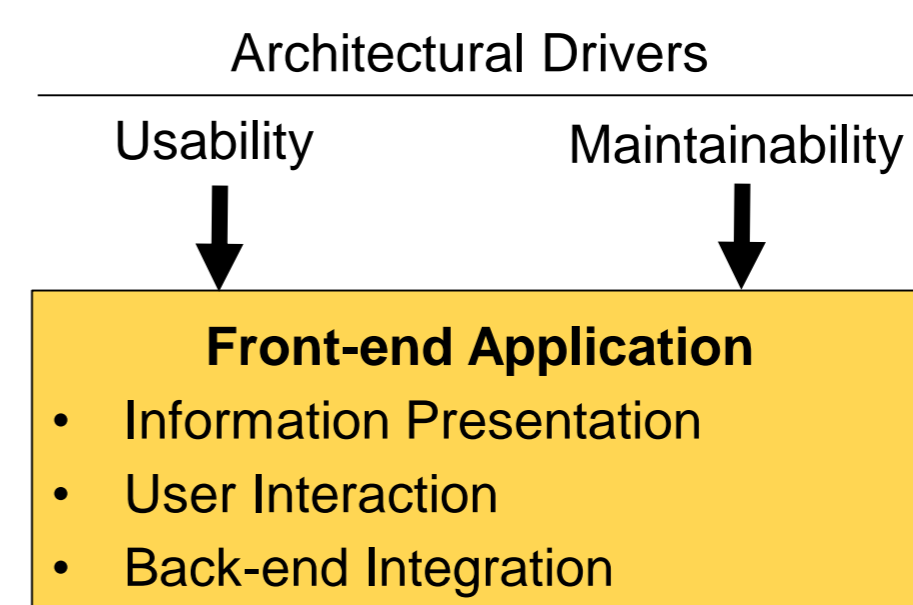 Architectural Drivers
Usability Maintainability
Front-end Application
• Information Presentation
• User Interaction
• Back-end Integration